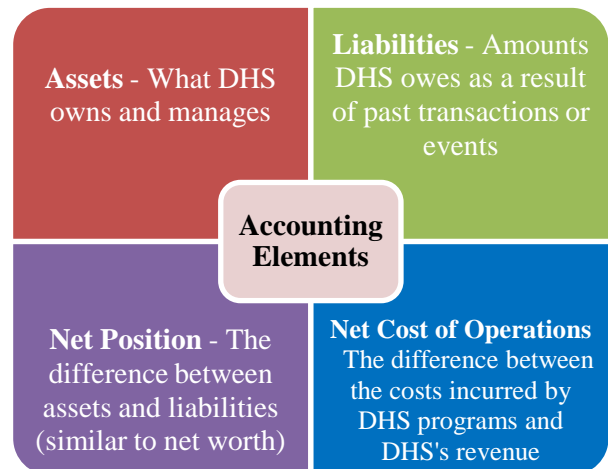 Assets - What DHS
owns and manages
Liabilities - Amounts
DHS owes as a result
of past transactions or
events
Accounting
Elements
Net Position - The
difference between
assets and liabilities
(similar to net worth)
Net Cost of Operations
The difference between
the costs incurred by
DHS programs and
DHS's revenue